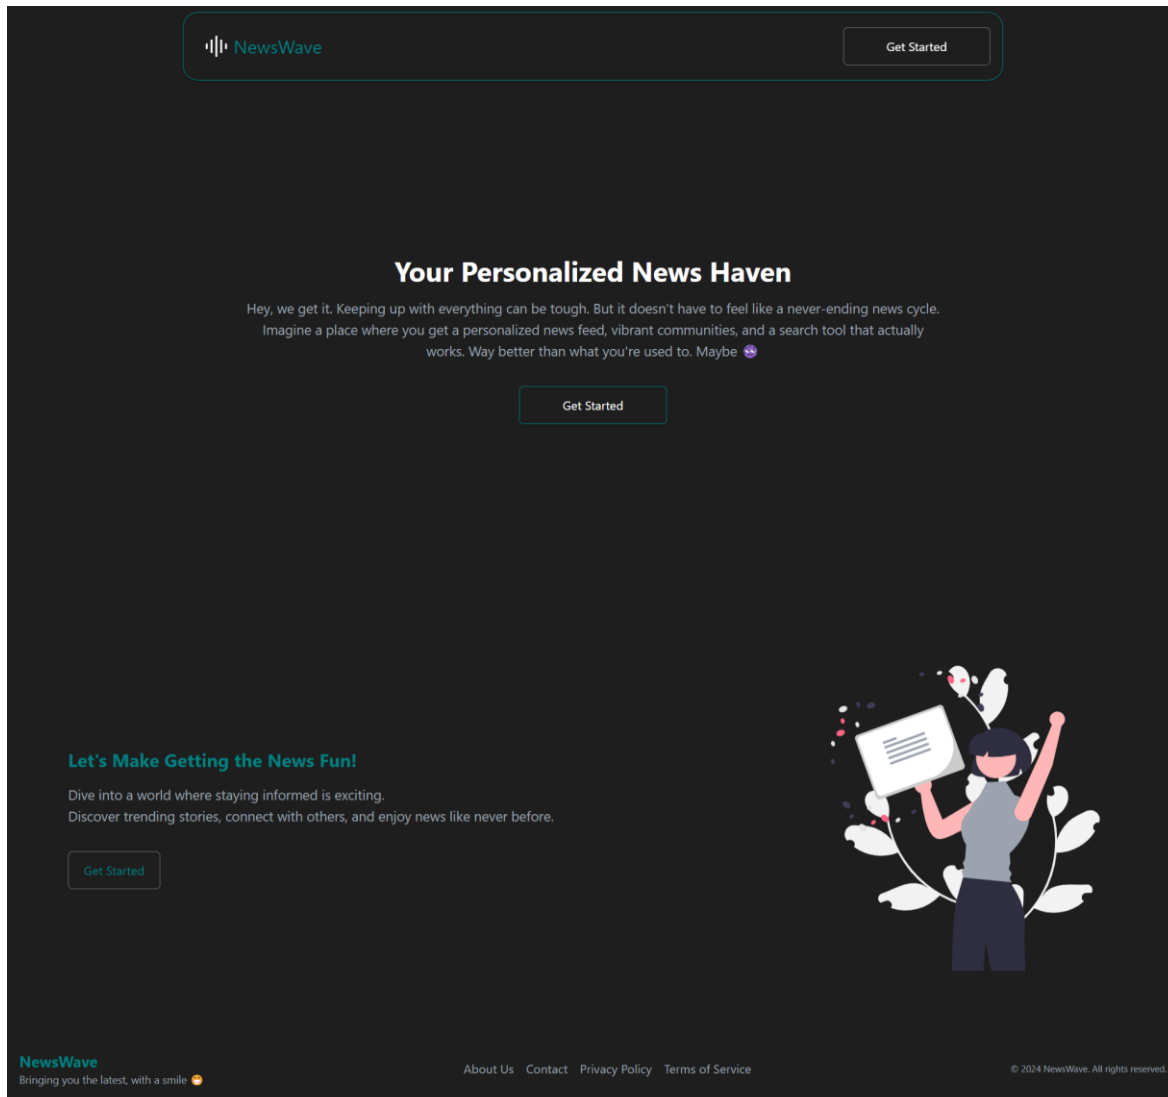 NewsWave
Get Started
Your Personalized News Haven
Hey, we get it. Keeping up with everything can be tough. But it doesn't have to feel like a never-ending news cycle.
Imagine a place where you get a personalized news feed, vibrant communities, and a search tool that actually
works. Way better than what you're used to. Maybe
Get Started
Let's Make Getting the News Fun!
Dive into a world where staying informed is exciting.
Discover trending stories, connect with others, and enjoy news like never before.
Get Started
NewsWave
Bringing you the latest, with a smile 😷
About Us Contact Privacy Policy Terms of Service
© 2024 NewsWave. All rights reserved.